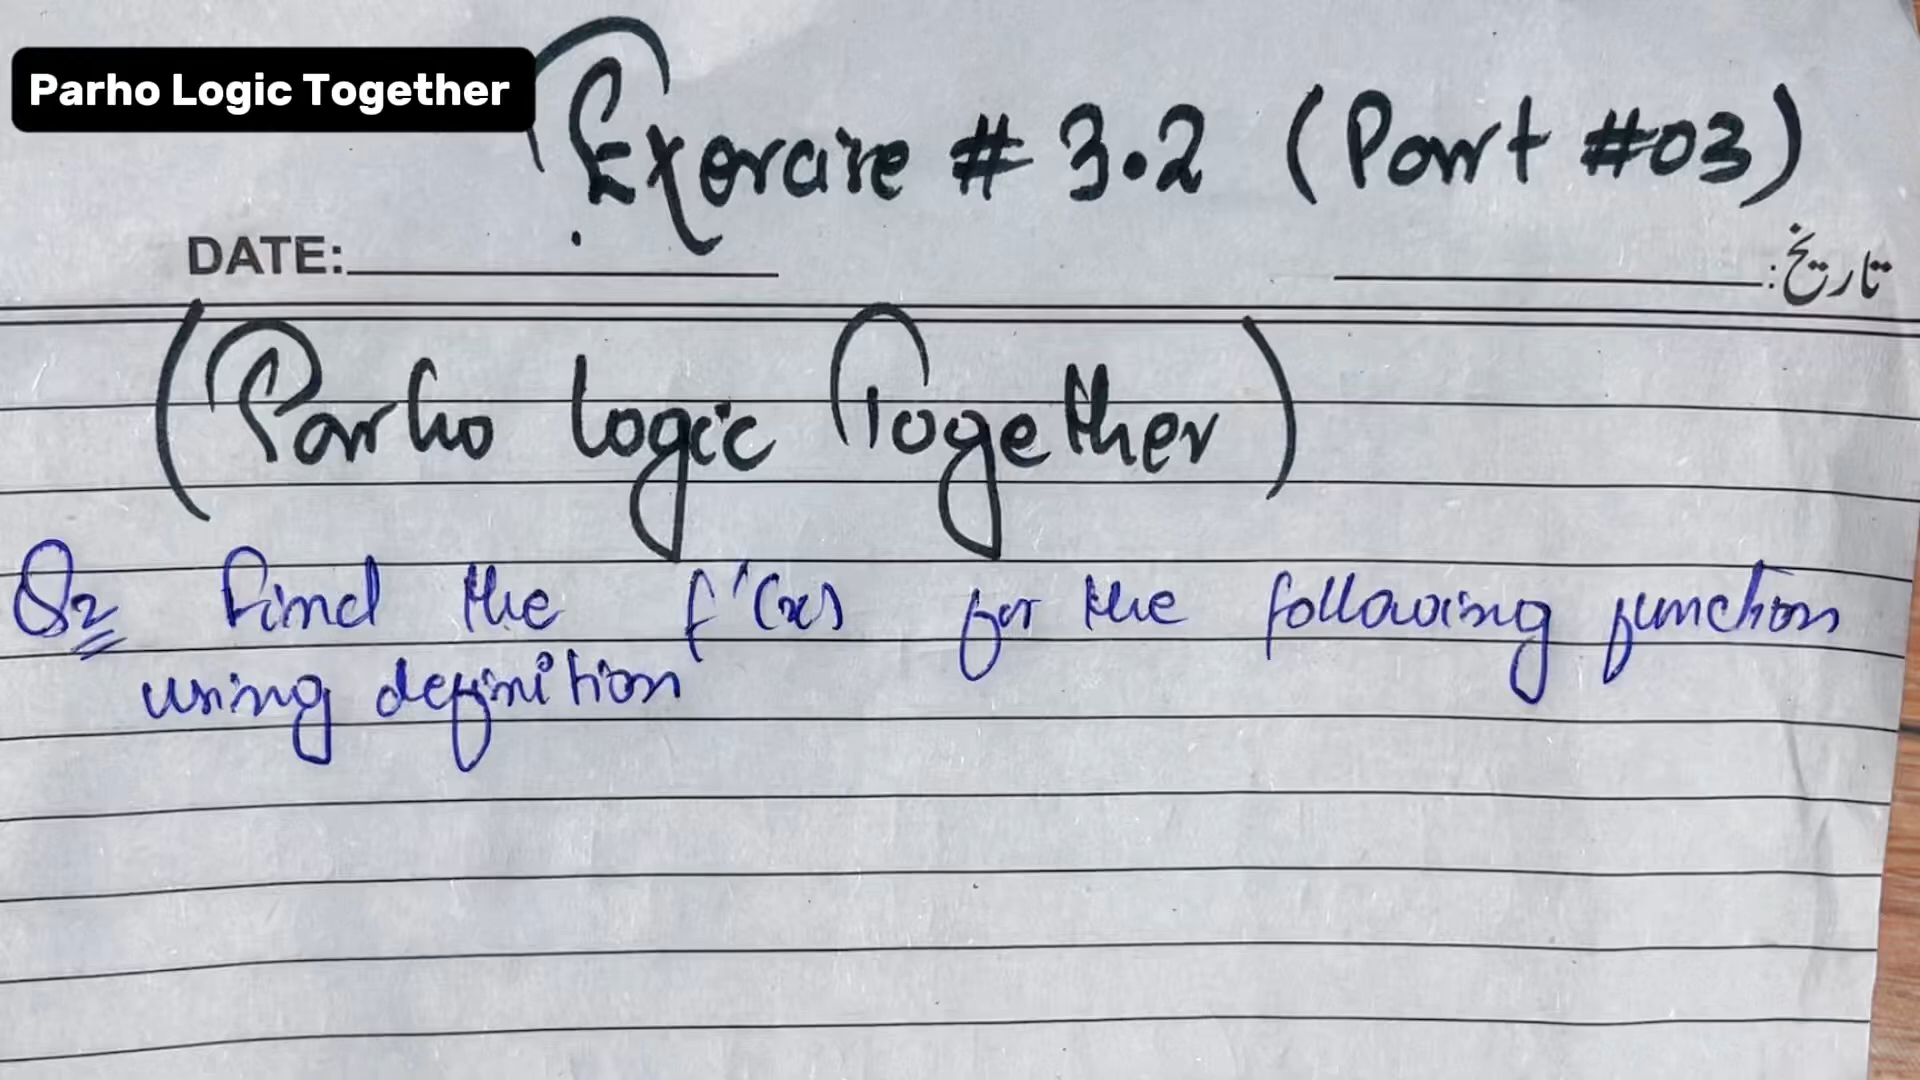 Parho Logic Together
Exercise # 3.2 (Part #03)
DATE:
تاریخ:
(Parho logic Together)
Q2 Find the f'(x) for the following function
using definition